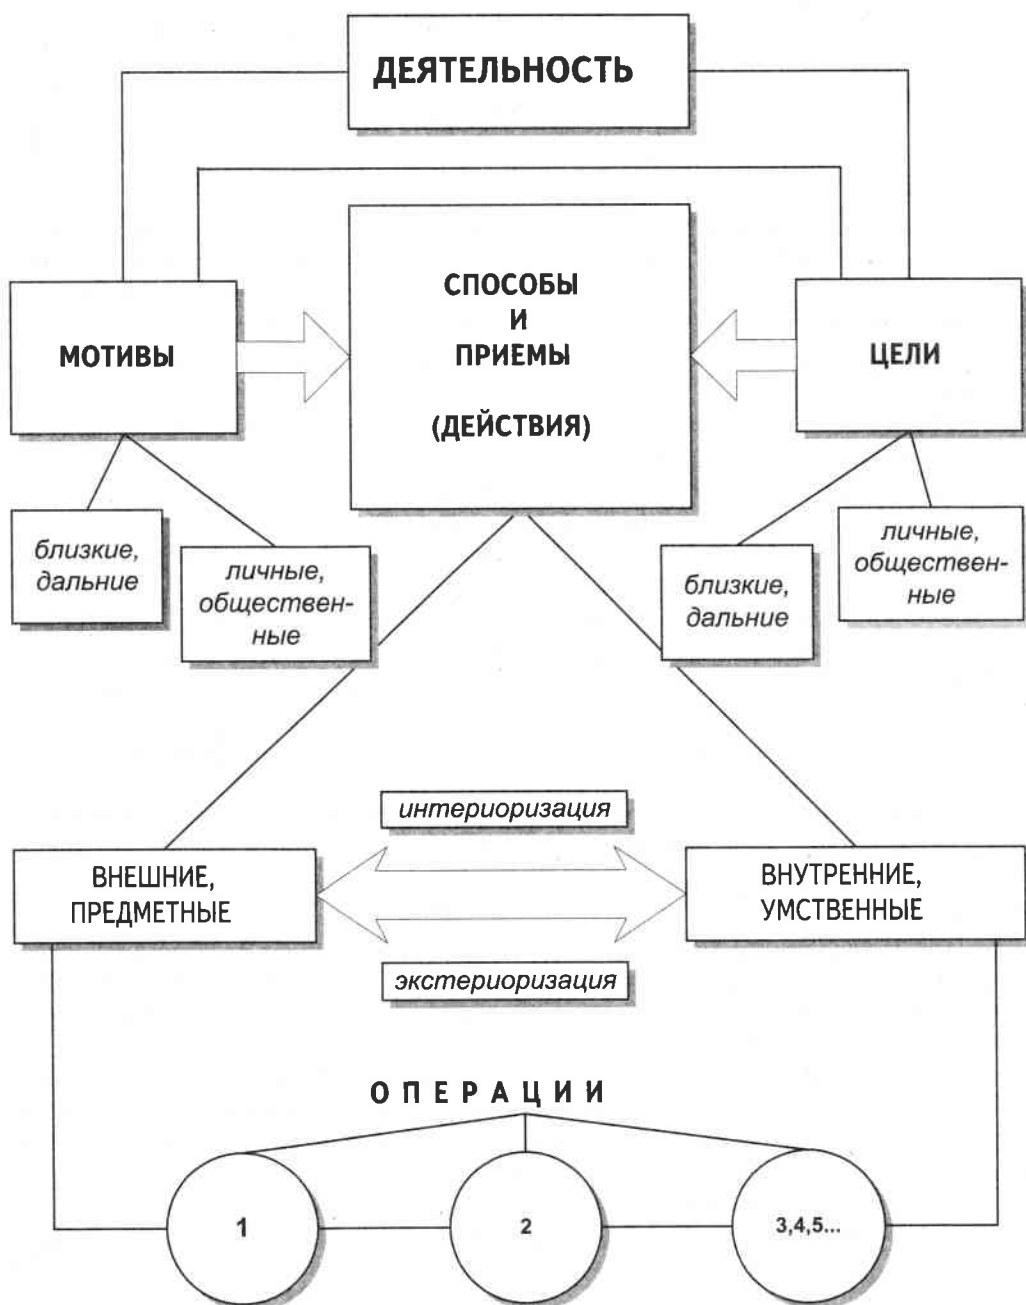 ДЕЯТЕЛЬНОСТЬ
МОТИВЫ
СПОСОБЫ
И
ПРИЕМЫ
(ДЕЙСТВИЯ)
ЦЕЛИ
близкие,
дальние
личные,
обществен-
ные
близкие,
дальние
личные,
обществен-
ные
интериоризация
ВНЕШНИЕ,
ПРЕДМЕТНЫЕ
ВНУТРЕННИЕ,
УМСТВЕННЫЕ
экстериоризация
ОПЕРАЦИИ
1
2
3,4,5...